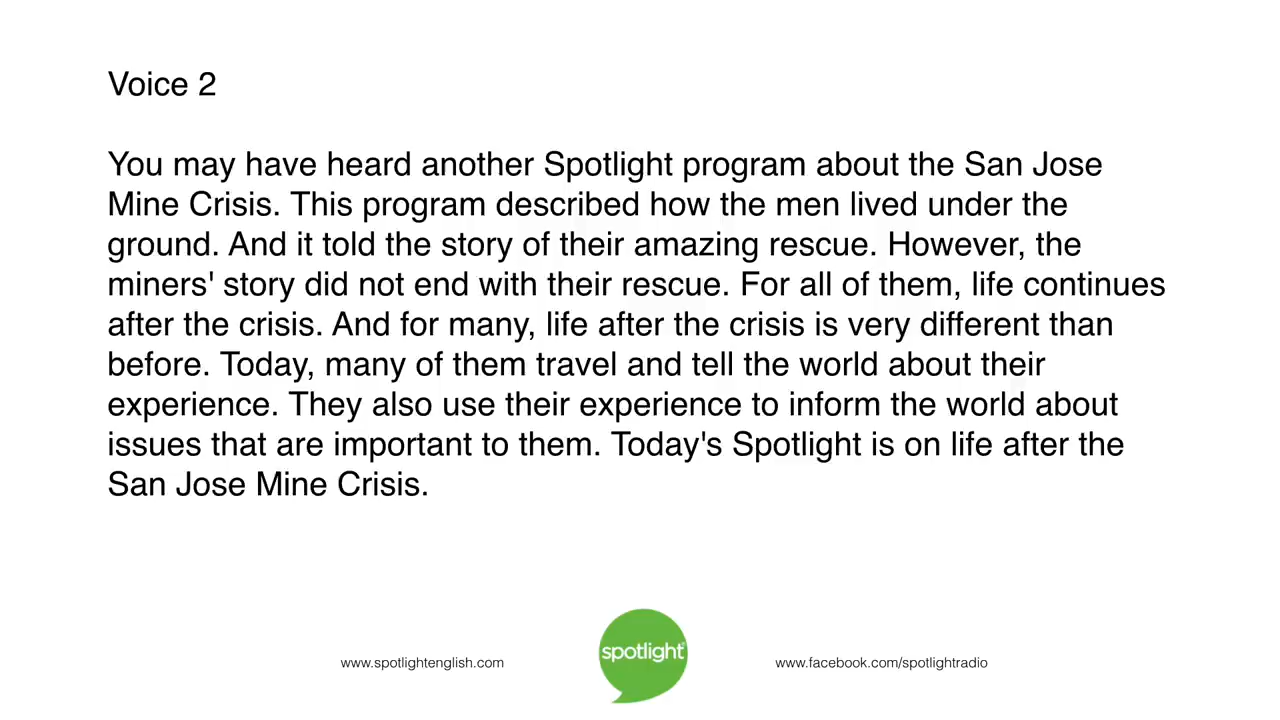 Voice 2
You may have heard another Spotlight program about the San Jose
Mine Crisis. This program described how the men lived under the
ground. And it told the story of their amazing rescue. However, the
miners' story did not end with their rescue. For all of them, life continues
after the crisis. And for many, life after the crisis is very different than
before. Today, many of them travel and tell the world about their
experience. They also use their experience to inform the world about
issues that are important to them. Today's Spotlight is on life after the
San Jose Mine Crisis.
www.spotlightenglish.com
spotlight®
www.facebook.com/spotlightradio